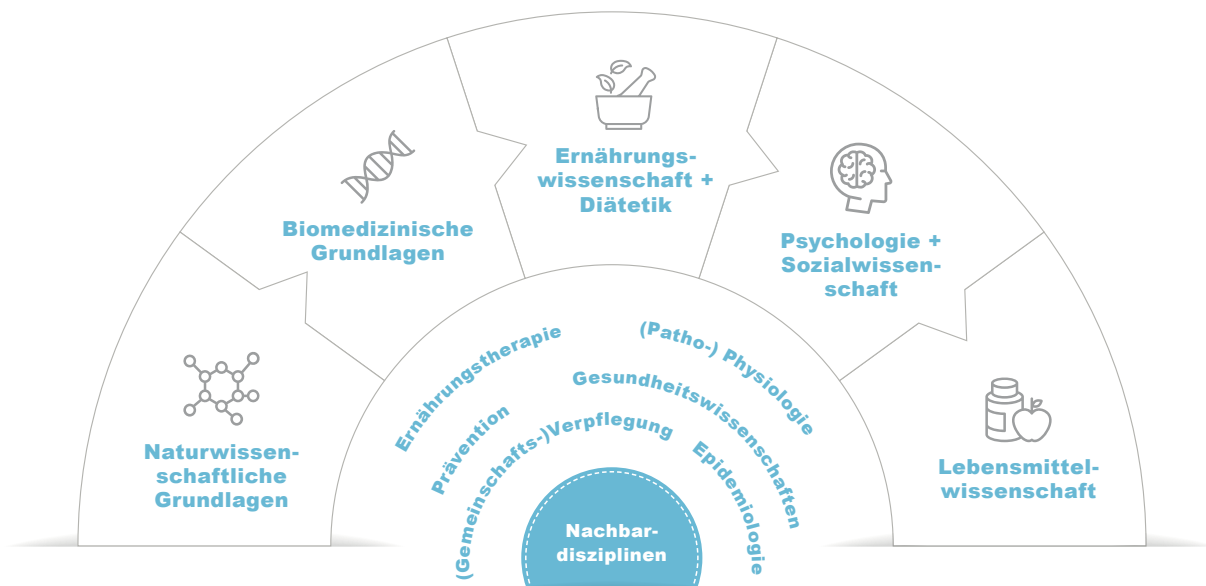 Naturwissen-
schaftliche
Grundlagen
Biomedizinische
Grundlagen
Ernährungs-
wissenschaft +
Diätetik
Psychologie +
Sozialwissen-
schaft
Lebensmittel-
wissenschaft
Ernährungstherapie
(Patho-) Physiologie
Prävention
Gesundheitswissenschaften
(Gemeinschafts-)Verpflegung
Epidemiologie
Nachbar-
disziplinen